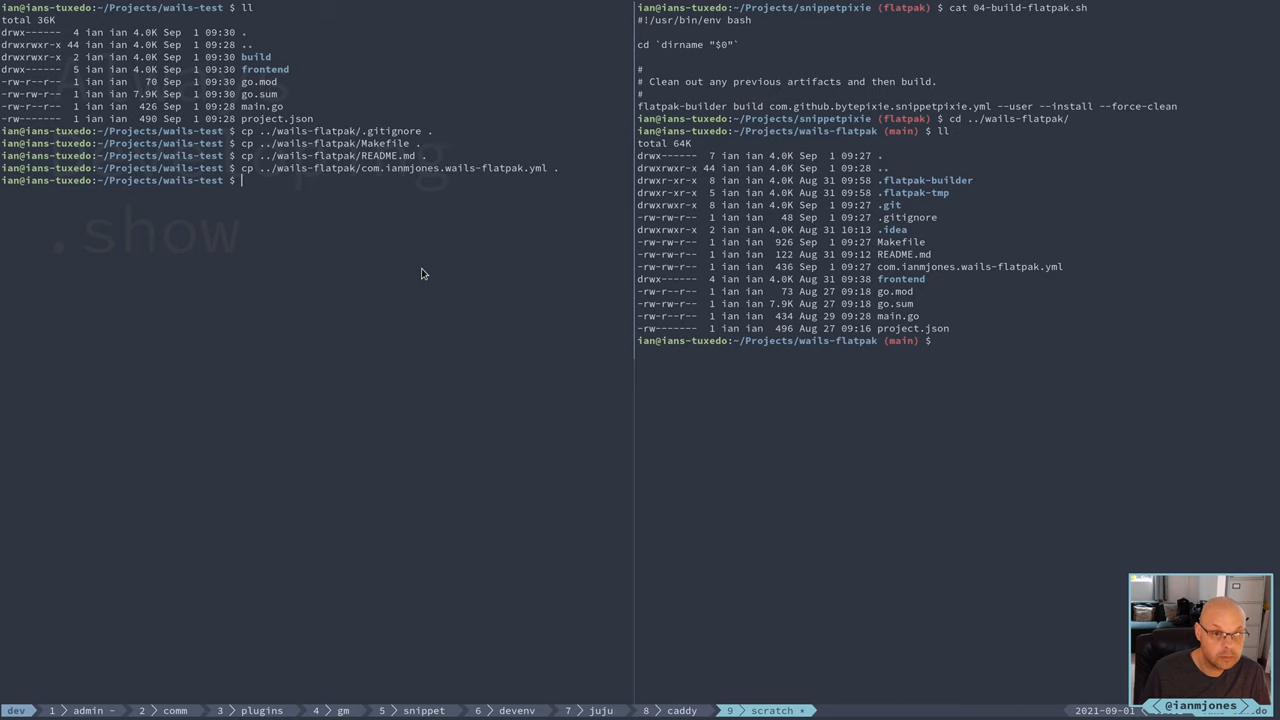 ian@ians-tuxedo:~/Projects/wails-test $ ll
total 36K
drwx------  4 ian ian 4.0K Sep  1 09:30 .
drwxrwxr-x 44 ian ian 4.0K Sep  1 09:28 ..
drwxrwxr-x  2 ian ian 4.0K Sep  1 09:30 build
drwx------  5 ian ian 4.0K Sep  1 09:30 frontend
-rw-r--r--  1 ian ian   70 Sep  1 09:30 go.mod
-rw-r--r--  1 ian ian 7.9K Sep  1 09:30 go.sum
-rw-r--r--  1 ian ian  426 Sep  1 09:28 main.go
-rw-------  1 ian ian  490 Sep  1 09:28 project.json
ian@ians-tuxedo:~/Projects/wails-test $ cp ../wails-flatpak/.gitignore .
ian@ians-tuxedo:~/Projects/wails-test $ cp ../wails-flatpak/Makefile .
ian@ians-tuxedo:~/Projects/wails-test $ cp ../wails-flatpak/README.md .
ian@ians-tuxedo:~/Projects/wails-test $ cp ../wails-flatpak/com.ianmjones.wails-flatpak.yml .
ian@ians-tuxedo:~/Projects/wails-test $
.show
ian@ians-tuxedo:~/Projects/snippetpixie (flatpak) $ cat 04-build-flatpak.sh
#!/usr/bin/env bash
cd `dirname "$0"`
#
# Clean out any previous artifacts and then build.
#
flatpak-builder build com.github.bytepixie.snippetpixie.yml --user --install --force-clean
ian@ians-tuxedo:~/Projects/snippetpixie (flatpak) $ cd ../wails-flatpak/
ian@ians-tuxedo:~/Projects/wails-flatpak (main) $ ll
total 64K
drwx------  7 ian ian 4.0K Sep  1 09:27 .
drwxrwxr-x 44 ian ian 4.0K Sep  1 09:28 ..
drwxrwxr-x  8 ian ian 4.0K Aug 31 09:58 .flatpak-builder
drwxrwxr-x  5 ian ian 4.0K Aug 31 09:58 .flatpak-tmp
drwxrwxr-x  8 ian ian 4.0K Sep  1 09:27 .git
-rw-rw-r--  1 ian ian   48 Sep  1 09:27 .gitignore
drwxrwxr-x  2 ian ian 4.0K Aug 31 10:13 .idea
-rw-rw-r--  1 ian ian  926 Sep  1 09:27 Makefile
-rw-rw-r--  1 ian ian  122 Aug 31 09:12 README.md
-rw-rw-r--  1 ian ian  436 Sep  1 09:27 com.ianmjones.wails-flatpak.yml
drwx------  4 ian ian 4.0K Aug 31 09:38 frontend
-rw-rw-r--  1 ian ian   73 Aug 27 09:18 go.mod
-rw-rw-r--  1 ian ian 7.9K Aug 27 09:18 go.sum
-rw-r--r--  1 ian ian  434 Aug 29 09:28 main.go
-rw-------  1 ian ian  496 Aug 27 09:16 project.json
ian@ians-tuxedo:~/Projects/wails-flatpak (main) $
dev 1 admin - 2 comm 3 plugins 4 gm 5 snippet 6 devenv 7 juju 8 caddy 9 scratch * 2021-09-01
@ianmjones